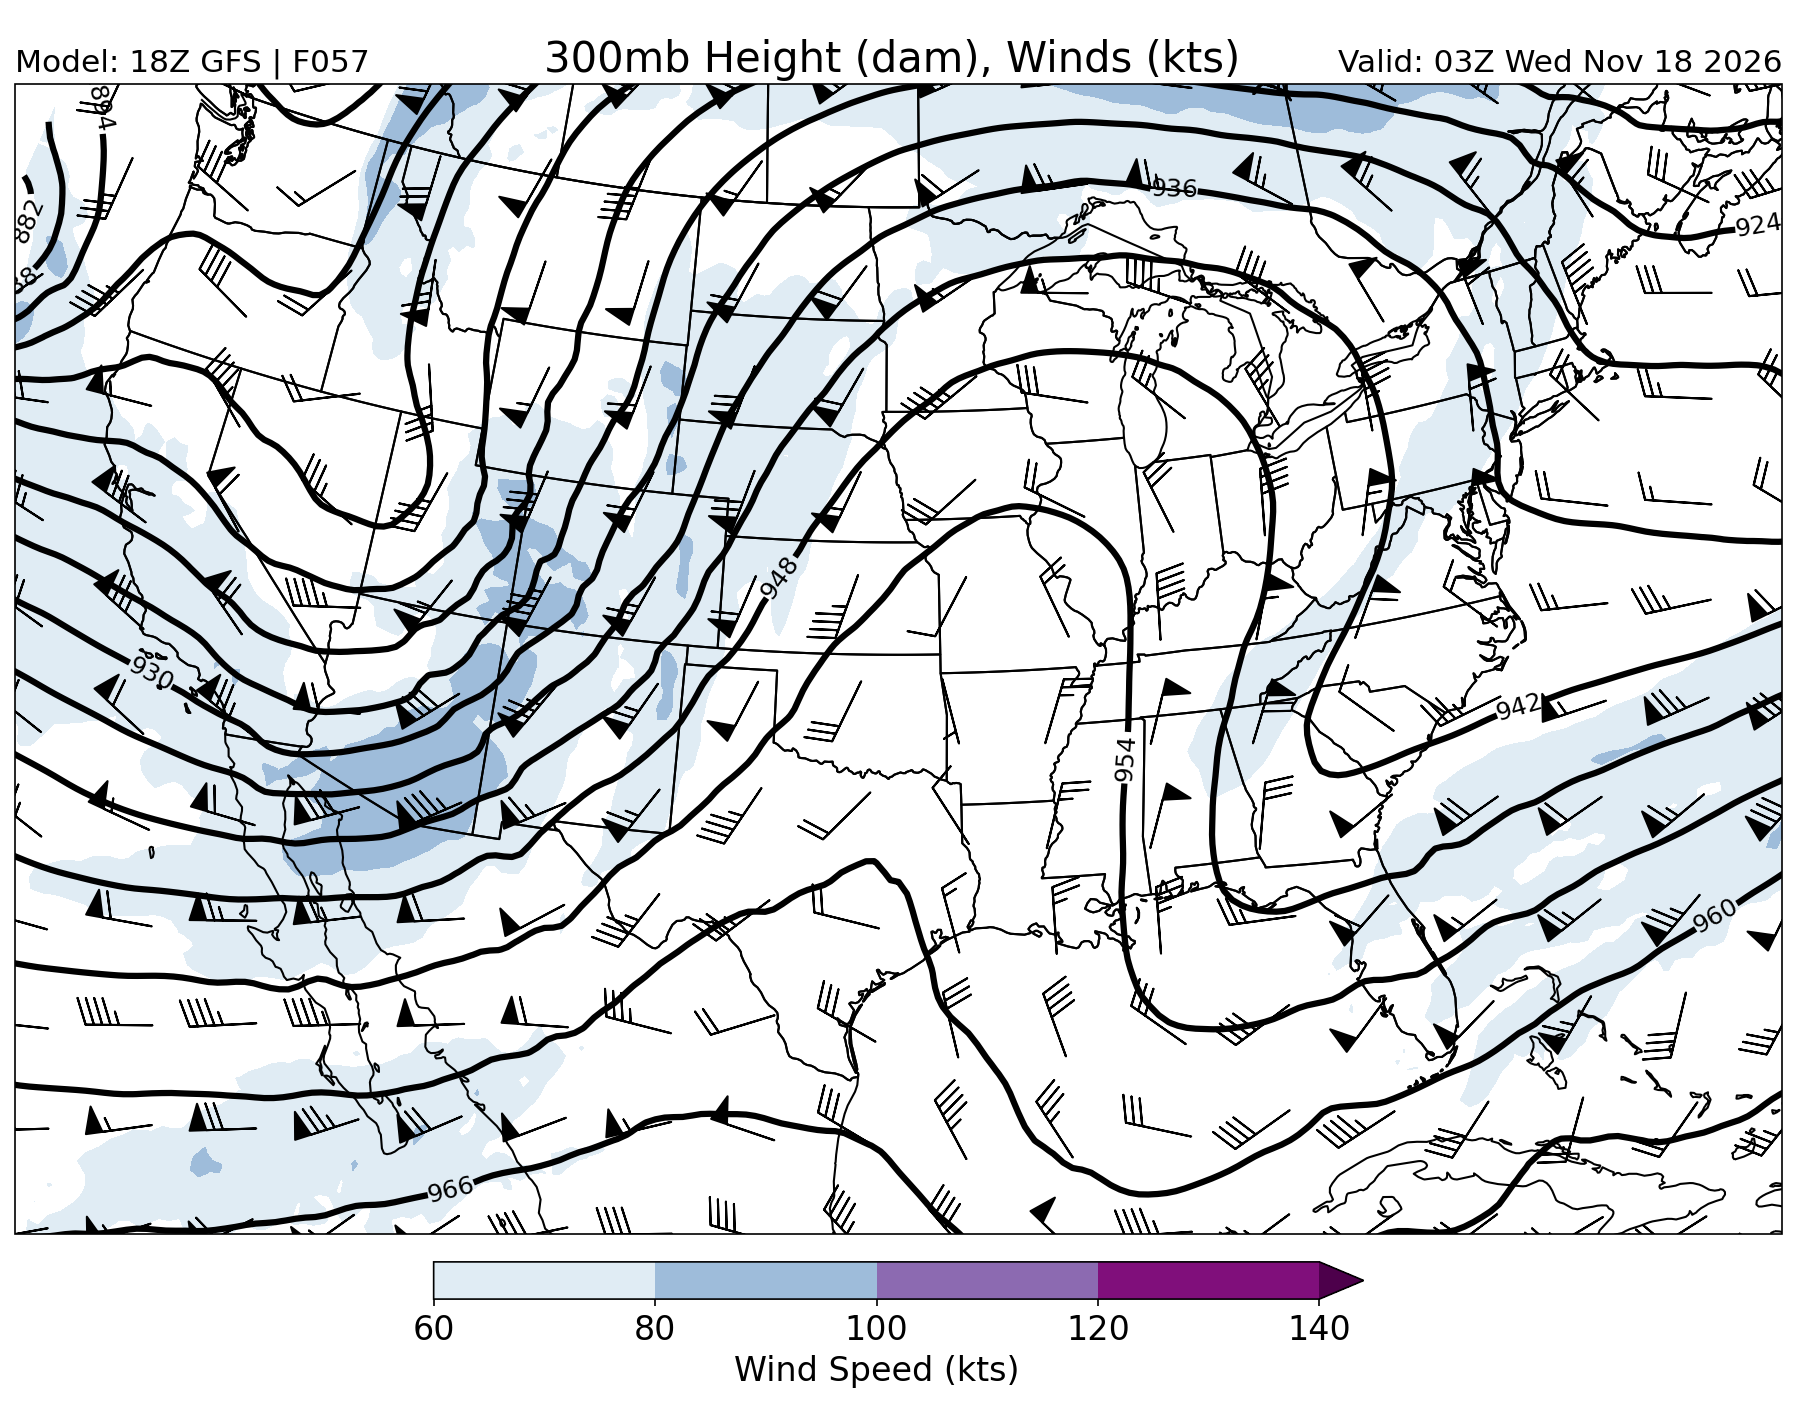 Model: 18Z GFS | F057
300mb Height (dam), Winds (kts)
Valid: 03Z Wed Nov 18 2026
882
936
924
948
930
942
954
960
966
60 80 100 120 140
Wind Speed (kts)